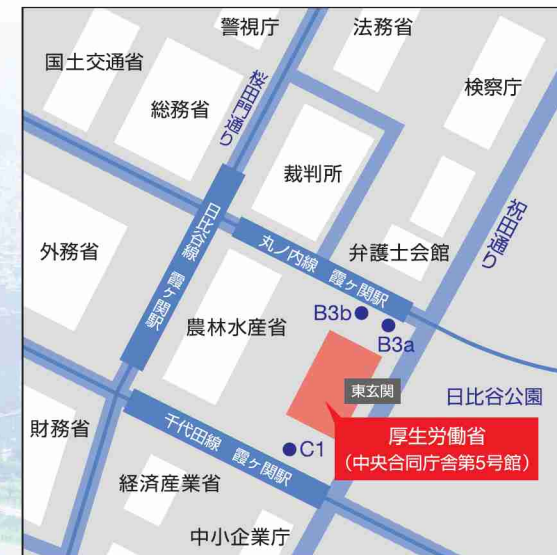 警視庁
法務省
国土交通省
桜田門通り
検察庁
総務省
裁判所
祝田通り
日比谷線 霞ヶ関駅
丸ノ内線 霞ヶ関駅
外務省
弁護士会館
B3b
農林水産省
B3a
東玄関
日比谷公園
財務省
千代田線 霞ヶ関駅
厚生労働省
(中央合同庁舎第5号館)
C1
経済産業省
中小企業庁